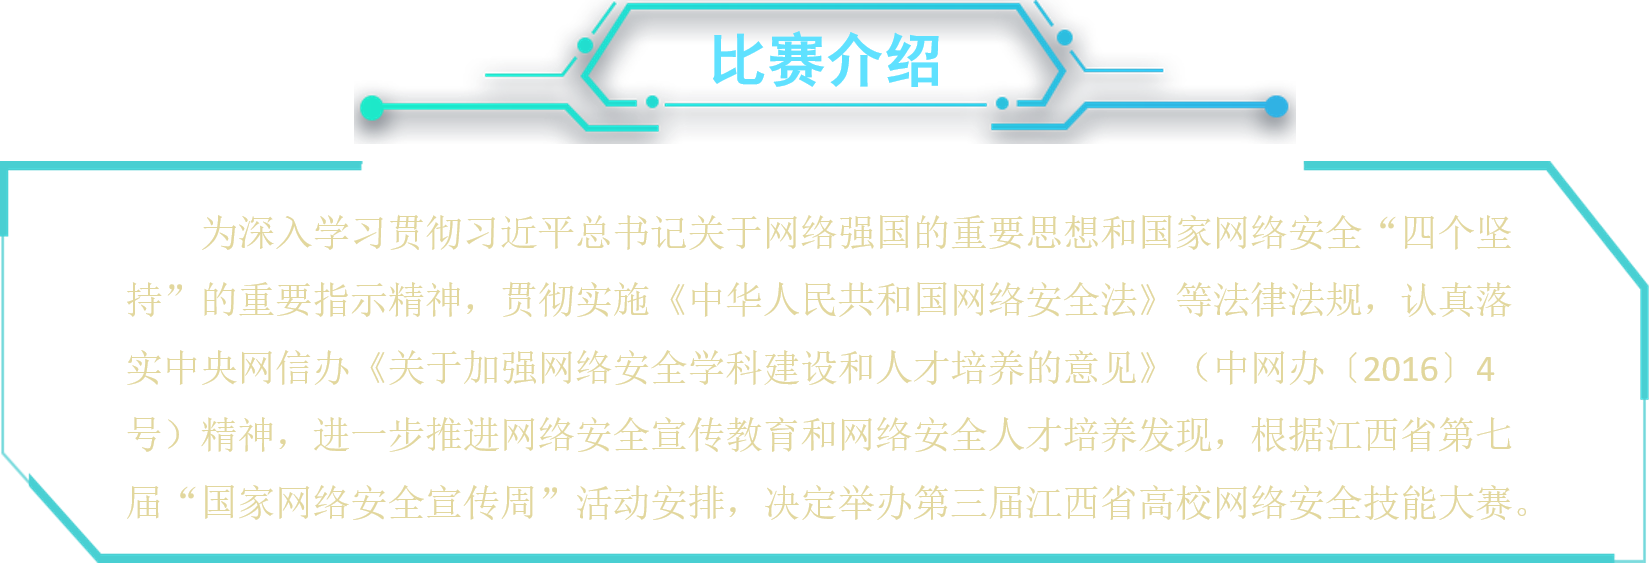 比赛介绍
为深入学习贯彻习近平总书记关于网络强国的重要思想和国家网络安全“四个坚
持”的重要指示精神，贯彻实施《中华人民共和国网络安全法》等法律法规，认真落
实中央网信办《关于加强网络安全学科建设和人才培养的意见》（中网办〔2016〕4
号）精神，进一步推进网络安全宣传教育和网络安全人才培养发现，根据江西省第七
届“国家网络安全宣传周”活动安排，决定举办第三届江西省高校网络安全技能大赛。